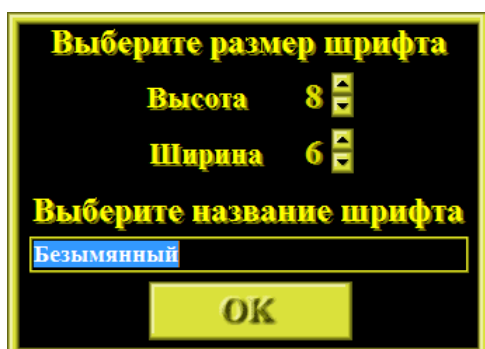 Выберите размер шрифта
Высота 8
Ширина 6
Выберите название шрифта
Безымянный
OK